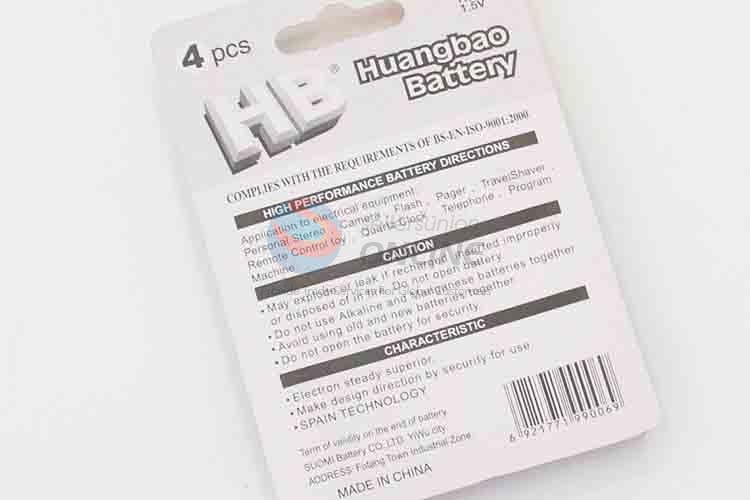 4 pcs
1.5V
HB®
Huangbao
Battery
COMPLIES WITH THE REQUIREMENTS OF BS-EN-ISO-9001:2000
HIGH PERFORMANCE BATTERY DIRECTIONS
Application to electrical equipment:
Personal Stereo, camera, Flash, Pager, TravelShaver,
Remote Control toy, Quartz Clock, Telephone, Program
Machine
CAUTION
• May explode of leak if recharged, inserted improperly
or disposed of in fire. Do not open battery.
• Do not use Alkaline and manganese batteries together
• Avoid using old and new batteries together
• Do not open the battery for security.
CHARACTERISTIC
• Electron steady superior.
• Make design direction by security for use
• SPAIN TECHNOLOGY
Term of validity on the end of battery
SUOMI Battery CO,.LTD. YiWu city.
ADDRESS: Fotang Town Industrial Zone
MADE IN CHINA
6 921771 990069
Sellersunion
ONLINE